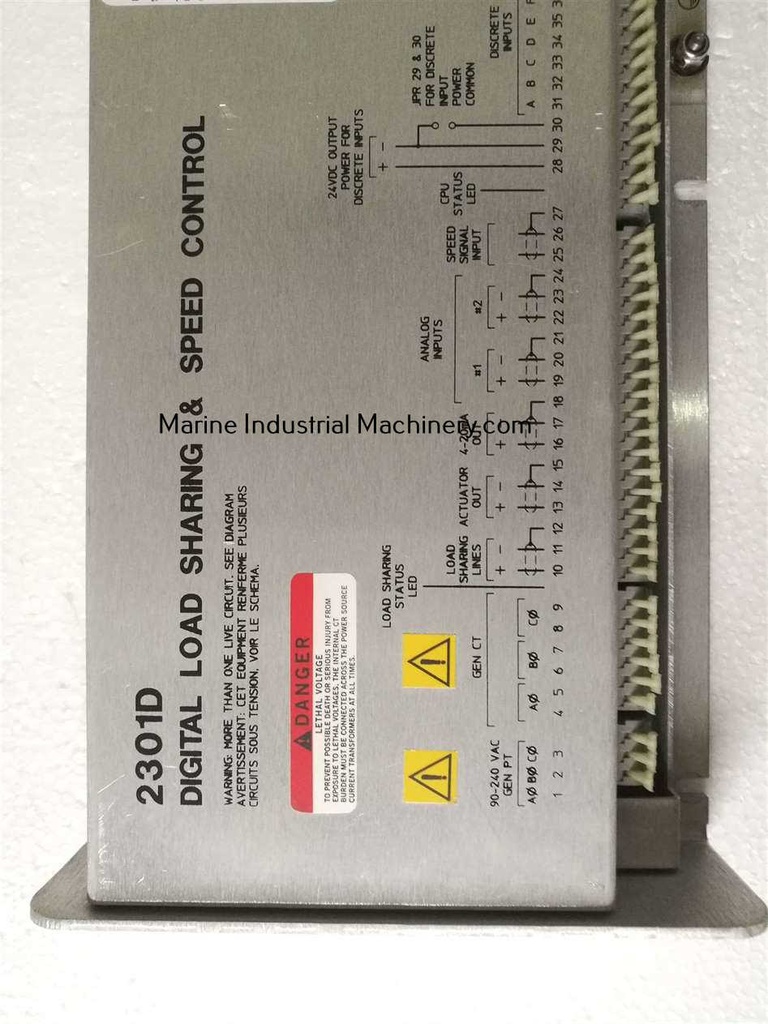 2301D
DIGITAL LOAD SHARING & SPEED CONTROL
WARNING: MORE THAN ONE LIVE CIRCUIT. SEE DIAGRAM
AVERTISSEMENT: CET EQUIPMENT RENFERME PLUSIEURS
CIRCUITS SOUS TENSION, VOIR LE SCHEMA.
DANGER
LETHAL VOLTAGE
TO PREVENT POSSIBLE DEATH OR SERIOUS INJURY FROM
EXPOSURE TO LETHAL VOLTAGES, THE INTERNAL CT
BURDEN MUST BE CONNECTED ACROSS THE POWER SOURCE
CURRENT TRANSFORMERS AT ALL TIMES.
Marine Industrial Machinery.com
90-240 VAC
GEN PT
AØ BØ CØ
GEN CT
AØ BØ CØ
LOAD SHARING
STATUS
LED
LOAD
SHARING
LINES
+ -
ACTUATOR
OUT
+ -
4-20MA
OUT
+ -
ANALOG
INPUTS
#1
+ -
#2
+ -
SPEED
SIGNAL
INPUT
CPU
STATUS
LED
24VDC OUTPUT
POWER FOR
DISCRETE INPUTS
+ -
JPR 29 & 30
FOR DISCRETE
INPUT
POWER
COMMON
DISCRETE
INPUTS
A B C D E F
1 2 3 4 5 6 7 8 9 10 11 12 13 14 15 16 17 18 19 20 21 22 23 24 25 26 27 28 29 30 31 32 33 34 35